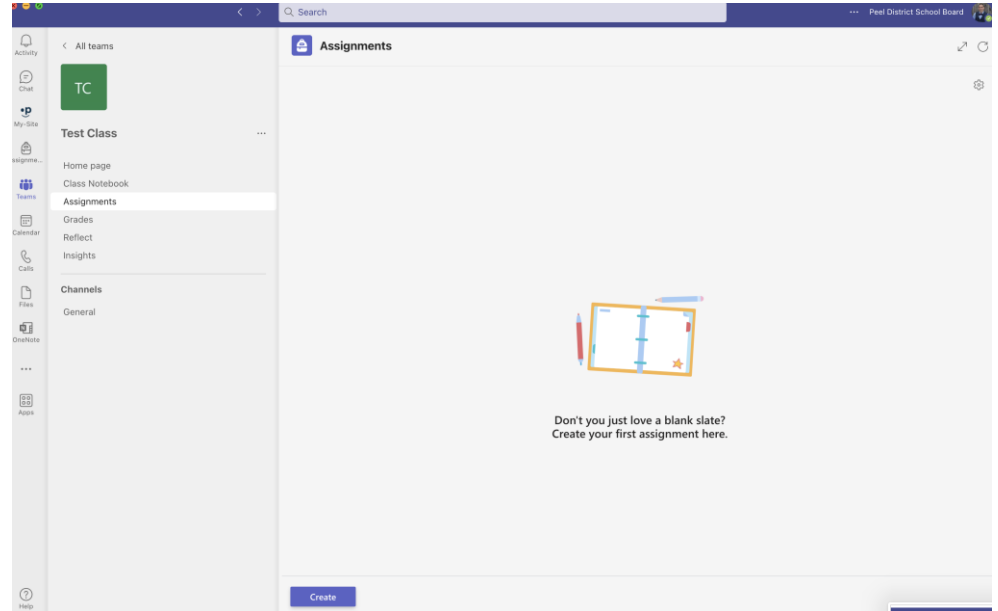 Search
Peel District School Board
Activity
Chat
My-Site
ssignme...
Teams
Calendar
Calls
Files
OneNote
Apps
Help
All teams
TC
Test Class
Home page
Class Notebook
Assignments
Grades
Reflect
Insights
Channels
General
Assignments
Don't you just love a blank slate?
Create your first assignment here.
Create